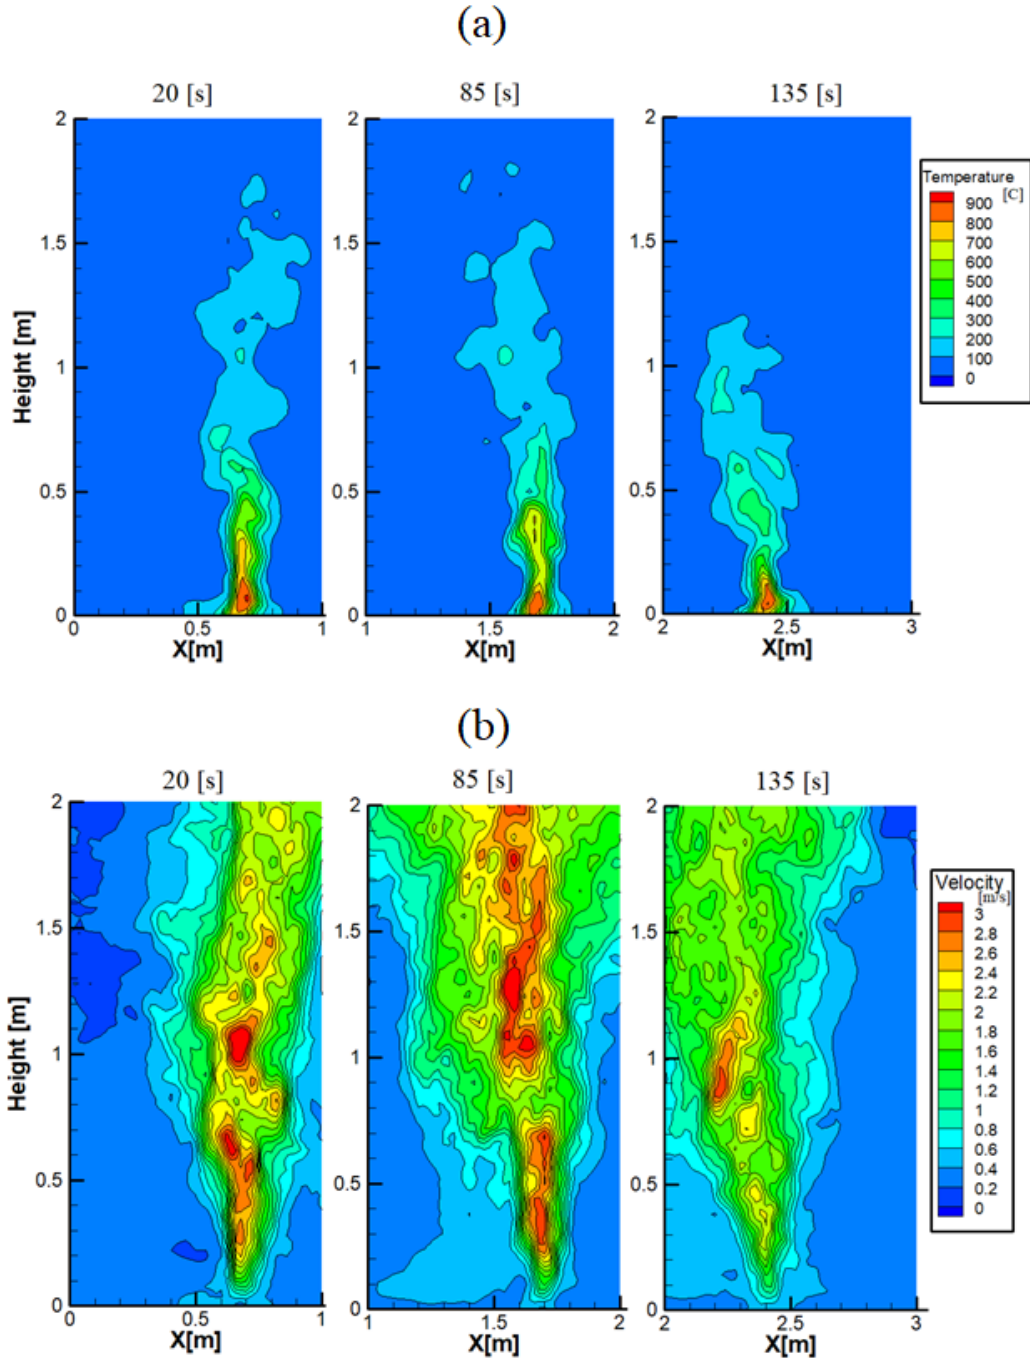 (a)
20 [s] 85 [s] 135 [s]
2 2 2
Temperature
[C]
900
800
700
600
500
400
300
200
100
0
1.5 1.5 1.5
Height [m]
1 1 1
0.5 0.5 0.5
0 0 0
0 0.5 1 1 1.5 2 2 2.5 3
X[m] X[m] X[m]
(b)
20 [s] 85 [s] 135 [s]
2 2 2
Velocity
[m/s]
3
2.8
2.6
2.4
2.2
2
1.8
1.6
1.4
1.2
1
0.8
0.6
0.4
0.2
0
1.5 1.5 1.5
Height [m]
1 1 1
0.5 0.5 0.5
0 0 0
0 0.5 1 1 1.5 2 2 2.5 3
X[m] X[m] X[m]